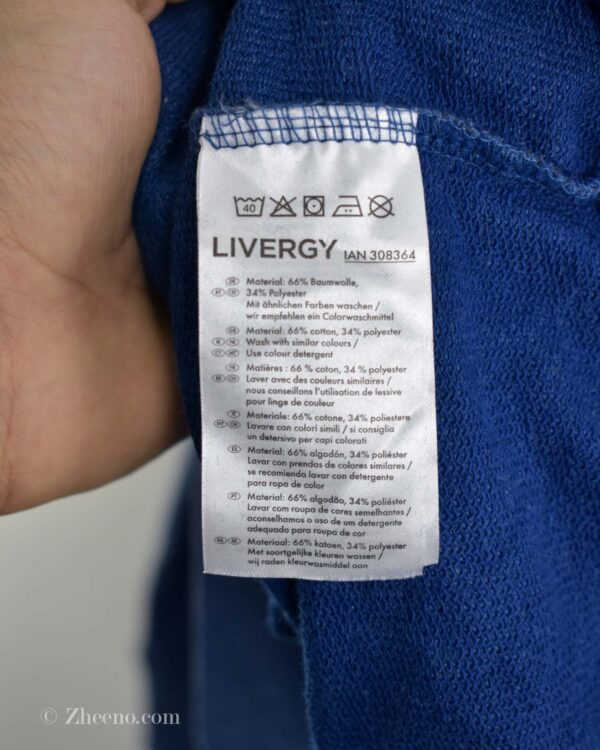 40
LIVERGY IAN 308364
DE Material: 66% Baumwolle,
AT CH 34% Polyester
Mit ähnlichen Farben waschen /
wir empfehlen ein Colorwaschmittel
GB Material: 66% cotton, 34% polyester
IE Wash with similar colours /
CY MT Use colour detergent
FR Matières : 66 % coton, 34 % polyester
BE CH Laver avec des couleurs similaires /
nous conseillons l'utilisation de lessive
pour linge de couleur
IT Materiale: 66% cotone, 34% poliestere
MT CH Lavare con colori simili / si consiglia
un detersivo per capi colorati
ES Material: 66% algodón, 34% poliéster
Lavar con prendas de colores similares /
se recomienda lavar con detergente
para ropa de color
PT Material: 66% algodão, 34% poliéster
Lavar com roupa de cores semelhantes /
aconselhamos o uso de um detergente
adequado para roupa de cor
NL BE Materiaal: 66% katoen, 34% polyester
Met soortgelijke kleuren wassen /
wij raden kleurwasmiddel aan
© Zheeno.com